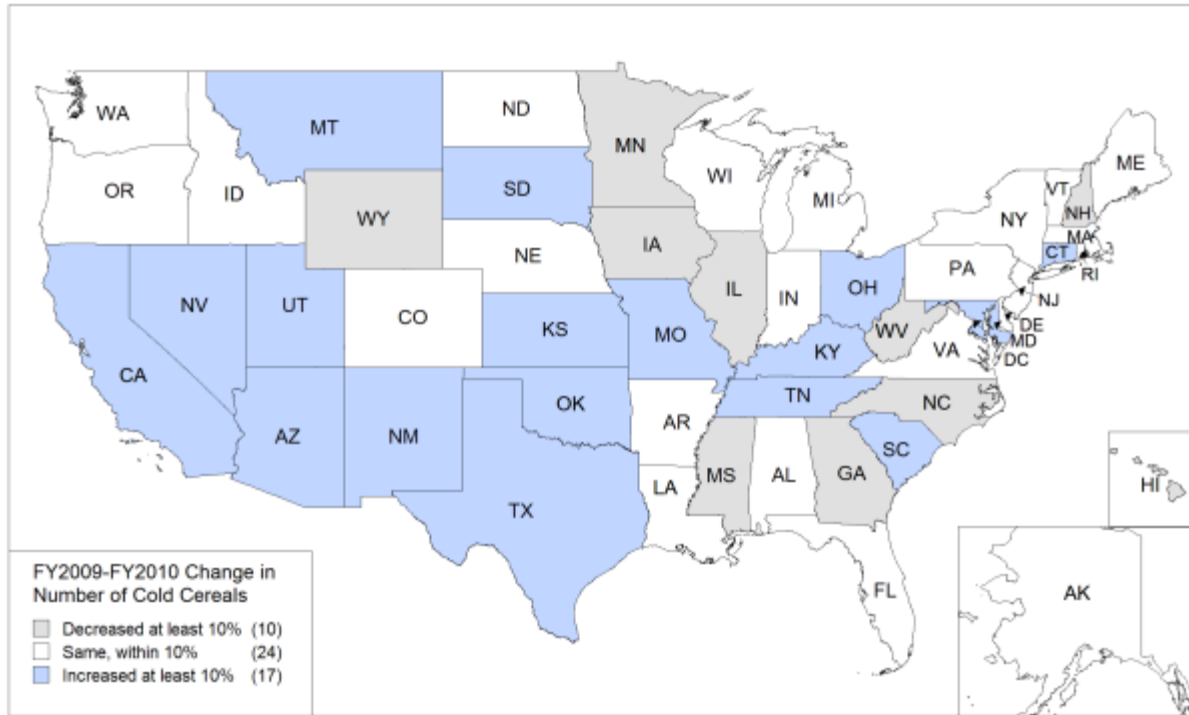 WA
MT
ND
MN
ME
OR
ID
SD
WI
VT
MI
WY
NY
NH
MA
IA
NE
CT
PA
RI
NV
UT
IL
IN
OH
NJ
CO
WV
DE
KS
MO
VA
MD
KY
DC
CA
TN
NC
OK
AR
AZ
NM
SC
MS
AL
GA
HI
LA
TX
FL
AK
FY2009-FY2010 Change in
Number of Cold Cereals
Decreased at least 10% (10)
Same, within 10% (24)
Increased at least 10% (17)